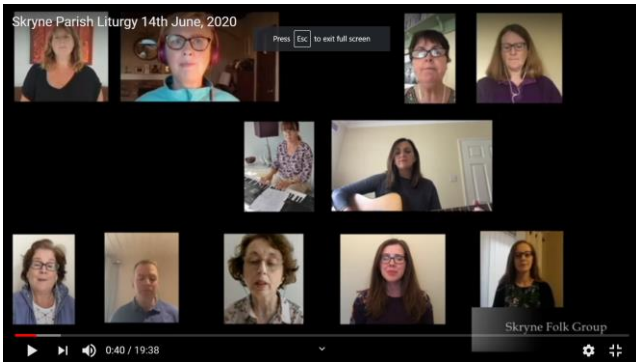 Skryne Parish Liturgy 14th June, 2020
Press Esc to exit full screen
Skryne Folk Group
0:40 / 19:38